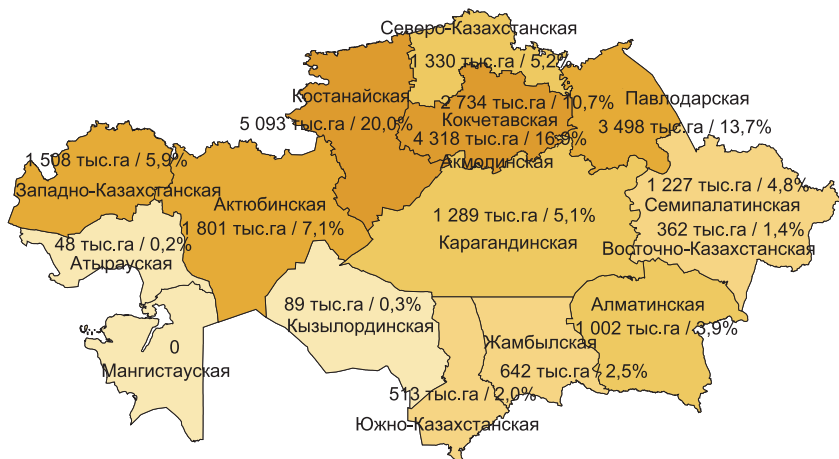 Северо-Казахстанская
1 330 тыс.га / 5,2%
Костанайская
5 093 тыс.га / 20,0%
2 734 тыс.га / 10,7%
Кокчетавская
4 318 тыс.га / 16,9%
Акмолинская
Павлодарская
3 498 тыс.га / 13,7%
1 508 тыс.га / 5,9%
Западно-Казахстанская
Актюбинская
1 801 тыс.га / 7,1%
1 227 тыс.га / 4,8%
Семипалатинская
362 тыс.га / 1,4%
Восточно-Казахстанская
1 289 тыс.га / 5,1%
Карагандинская
48 тыс.га / 0,2%
Атырауская
89 тыс.га / 0,3%
Кызылординская
Алматинская
1 002 тыс.га / 3,9%
0
Мангистауская
Жамбылская
642 тыс.га / 2,5%
513 тыс.га / 2,0%
Южно-Казахстанская